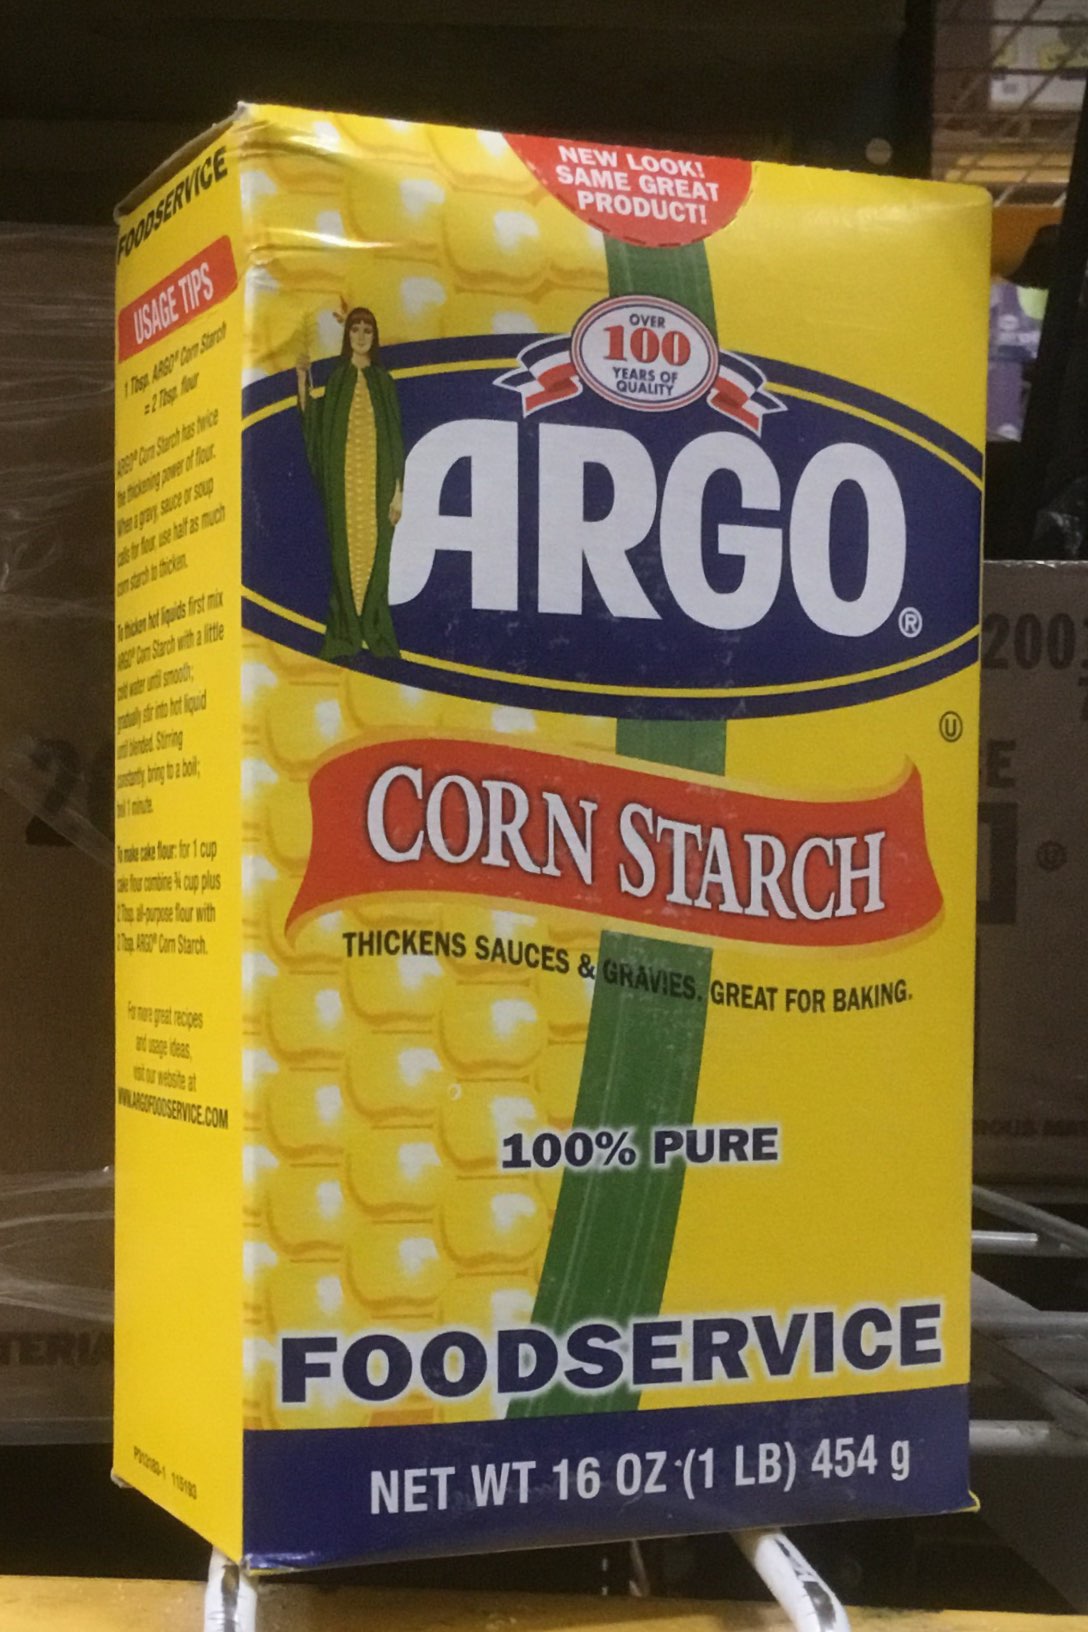 FOODSERVICE
USAGE TIPS
1 Tbsp. ARGO® Corn Starch
= 2 Tbsp. flour
ARGO® Corn Starch has twice
the thickening power of flour.
When a gravy, sauce or soup
calls for flour, use half as much
corn starch to thicken.
To thicken hot liquids first mix
ARGO® Corn Starch with a little
cold water until smooth;
gradually stir into hot liquid
until blended. Stirring
constantly, bring to a boil;
boil 1 minute.
To make cake flour: for 1 cup
cake flour combine ¾ cup plus
2 Tbsp. all-purpose flour with
2 Tbsp. ARGO® Corn Starch.
For more great recipes
and usage ideas,
visit our website at
WWW.ARGOFOODSERVICE.COM
115193
NEW LOOK!
SAME GREAT
PRODUCT!
OVER
100
YEARS OF
QUALITY
ARGO®
U
CORN STARCH
THICKENS SAUCES & GRAVIES. GREAT FOR BAKING.
100% PURE
FOODSERVICE
NET WT 16 OZ (1 LB) 454 g
200